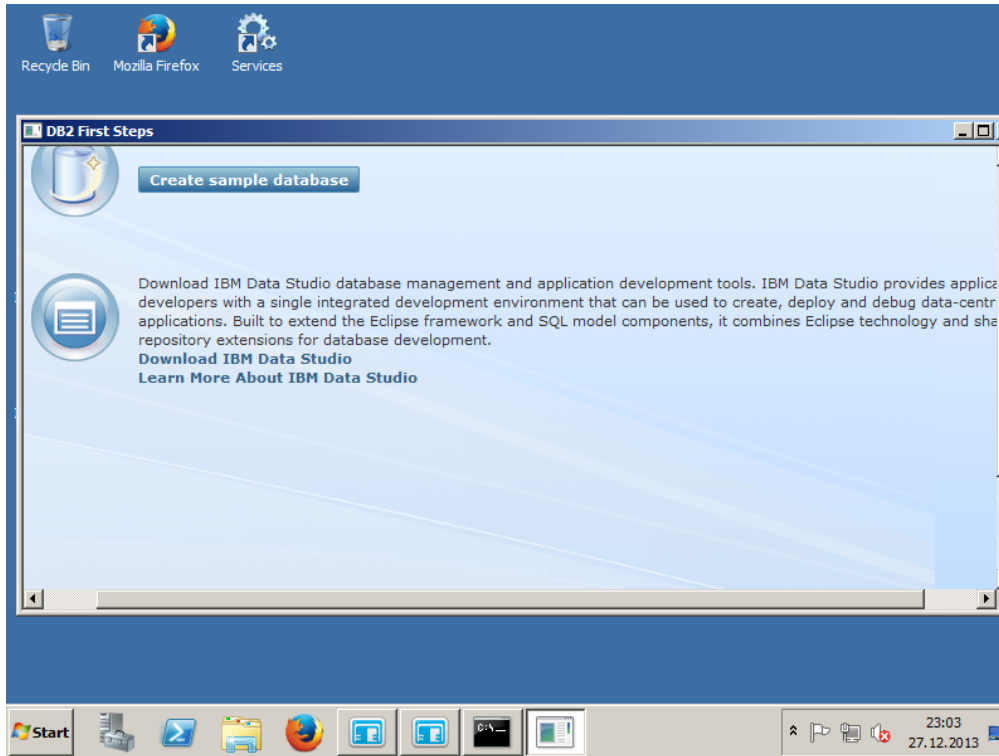 Recycle Bin
Mozilla Firefox
Services
DB2 First Steps
Create sample database
Download IBM Data Studio database management and application development tools. IBM Data Studio provides
developers with a single integrated development environment that can be used to create, deploy and debug
applications. Built to extend the Eclipse framework and SQL model components, it combines Eclipse technology and
repository extensions for database development.
Download IBM Data Studio
Learn More About IBM Data Studio
Start
C:\
23:03
27.12.2013